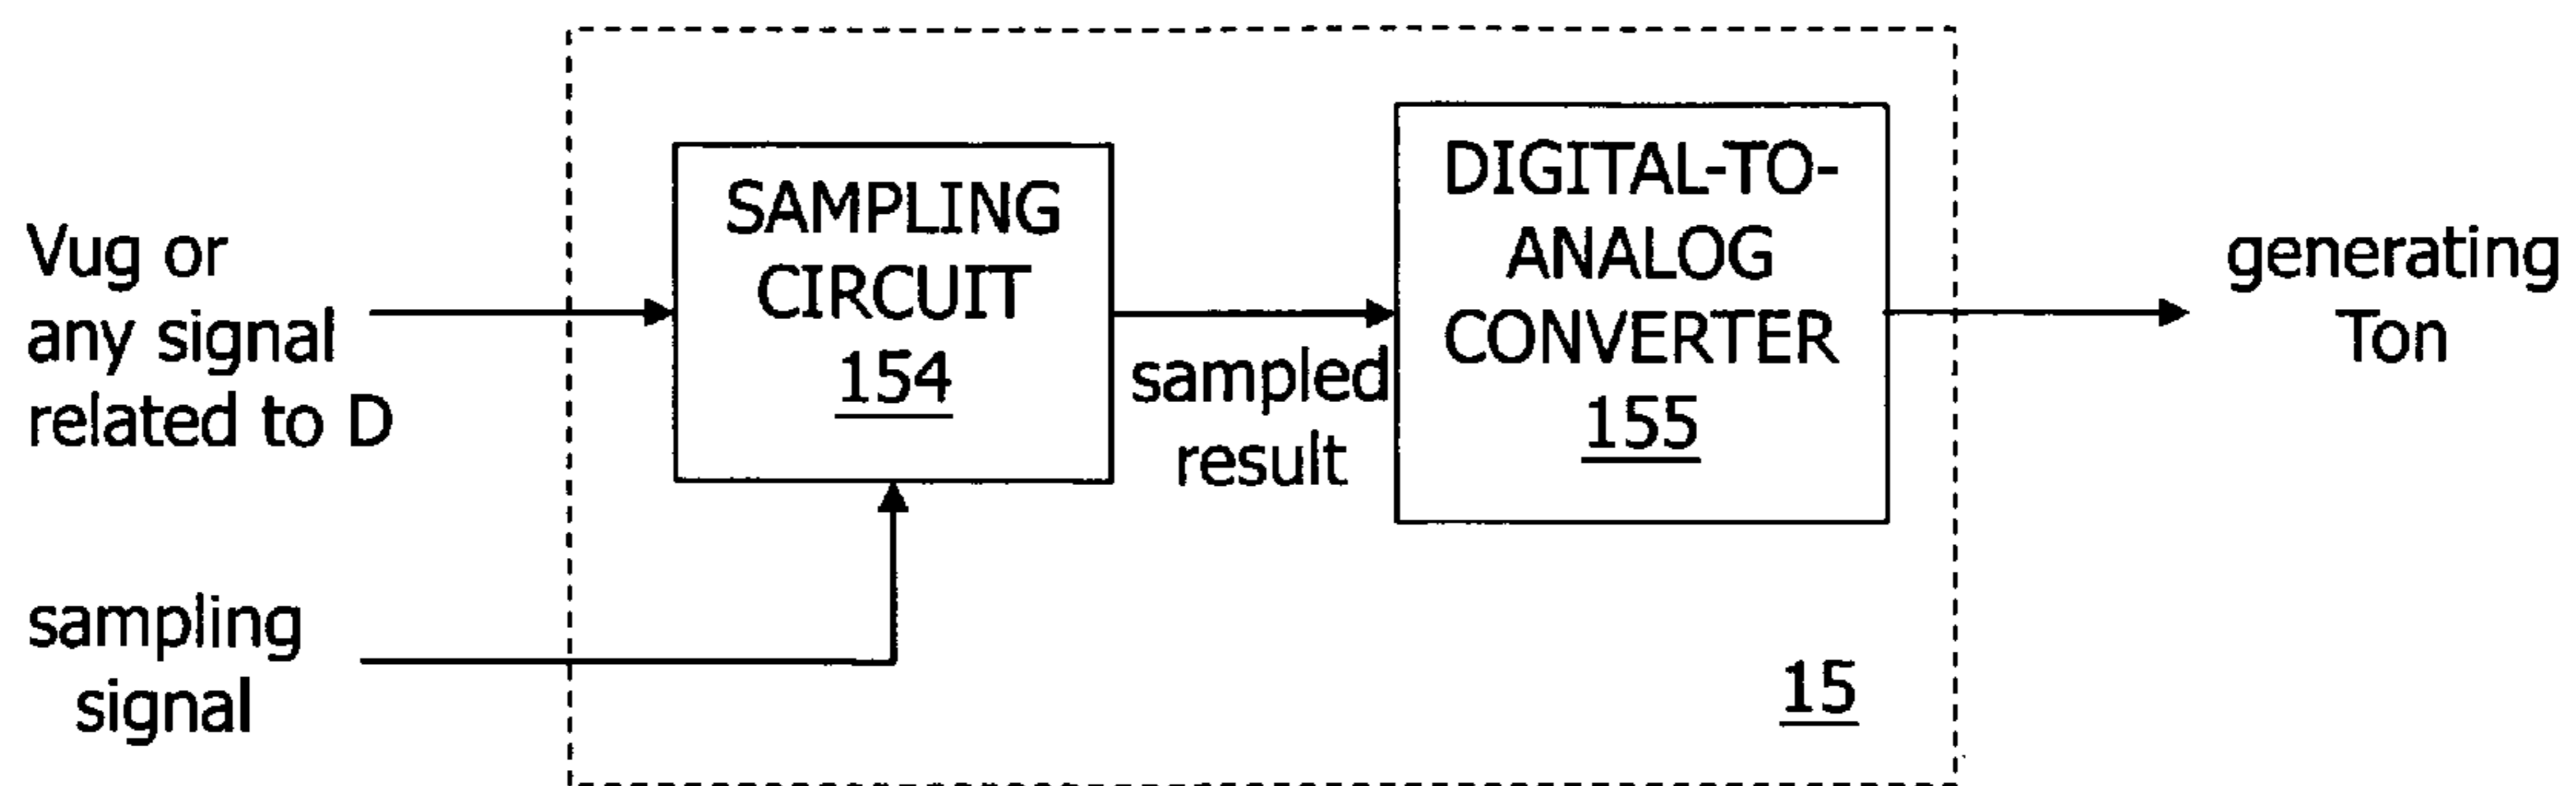 Vug or
any signal
related to D
sampling
signal
SAMPLING
CIRCUIT
154
sampled
result
DIGITAL-TO-
ANALOG
CONVERTER
155
15
generating
Ton